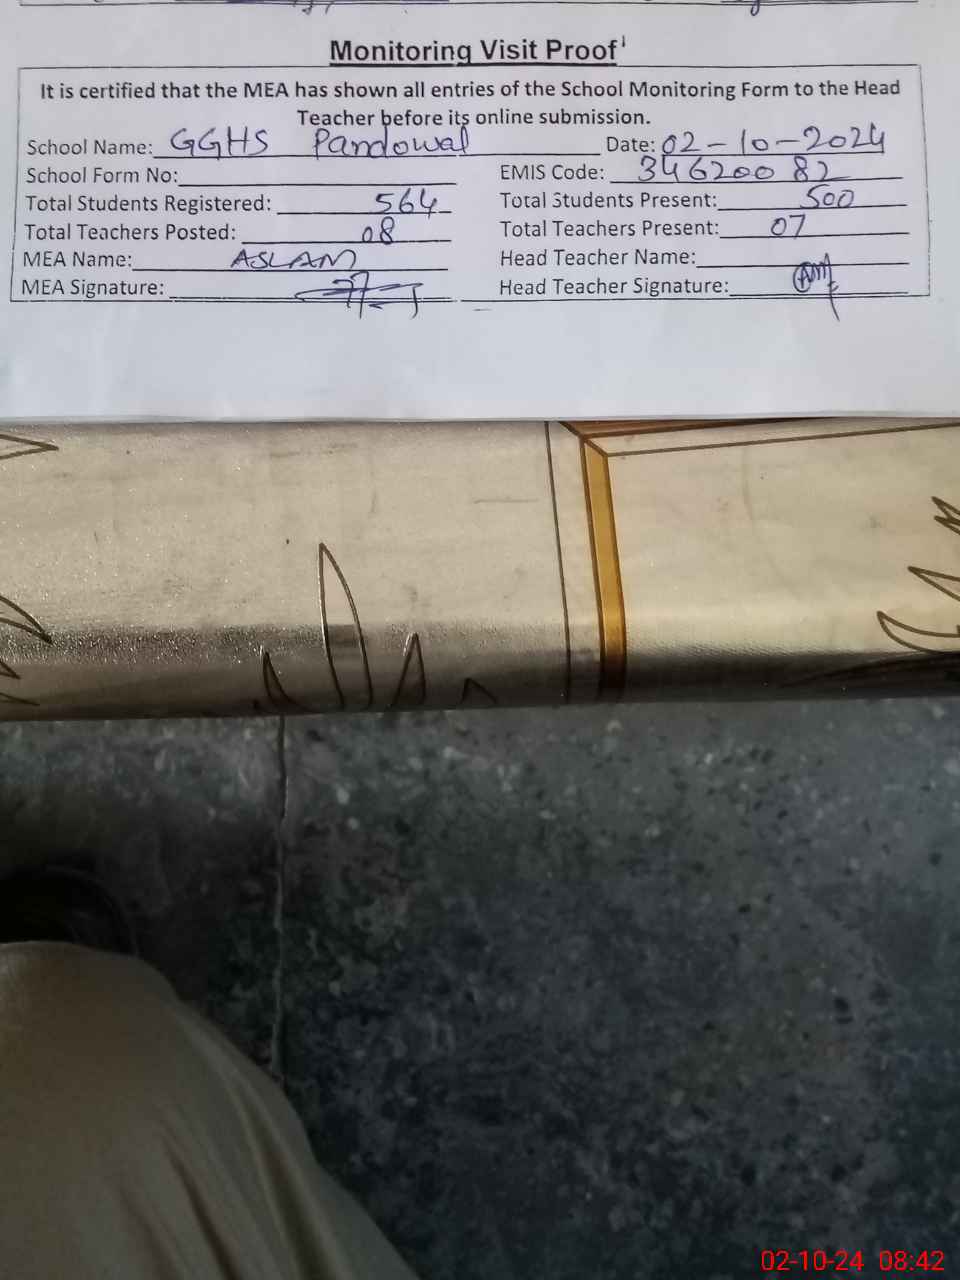 Monitoring Visit Proof
It is certified that the MEA has shown all entries of the School Monitoring Form to the Head
Teacher before its online submission.
School Name: GGHS Pandowal Date: 02-10-2024
School Form No: EMIS Code: 34620082
Total Students Registered: 564 Total Students Present: 500
Total Teachers Posted: 08 Total Teachers Present: 07
MEA Name: ASLAM Head Teacher Name:
MEA Signature: Head Teacher Signature:
02-10-24 08:42